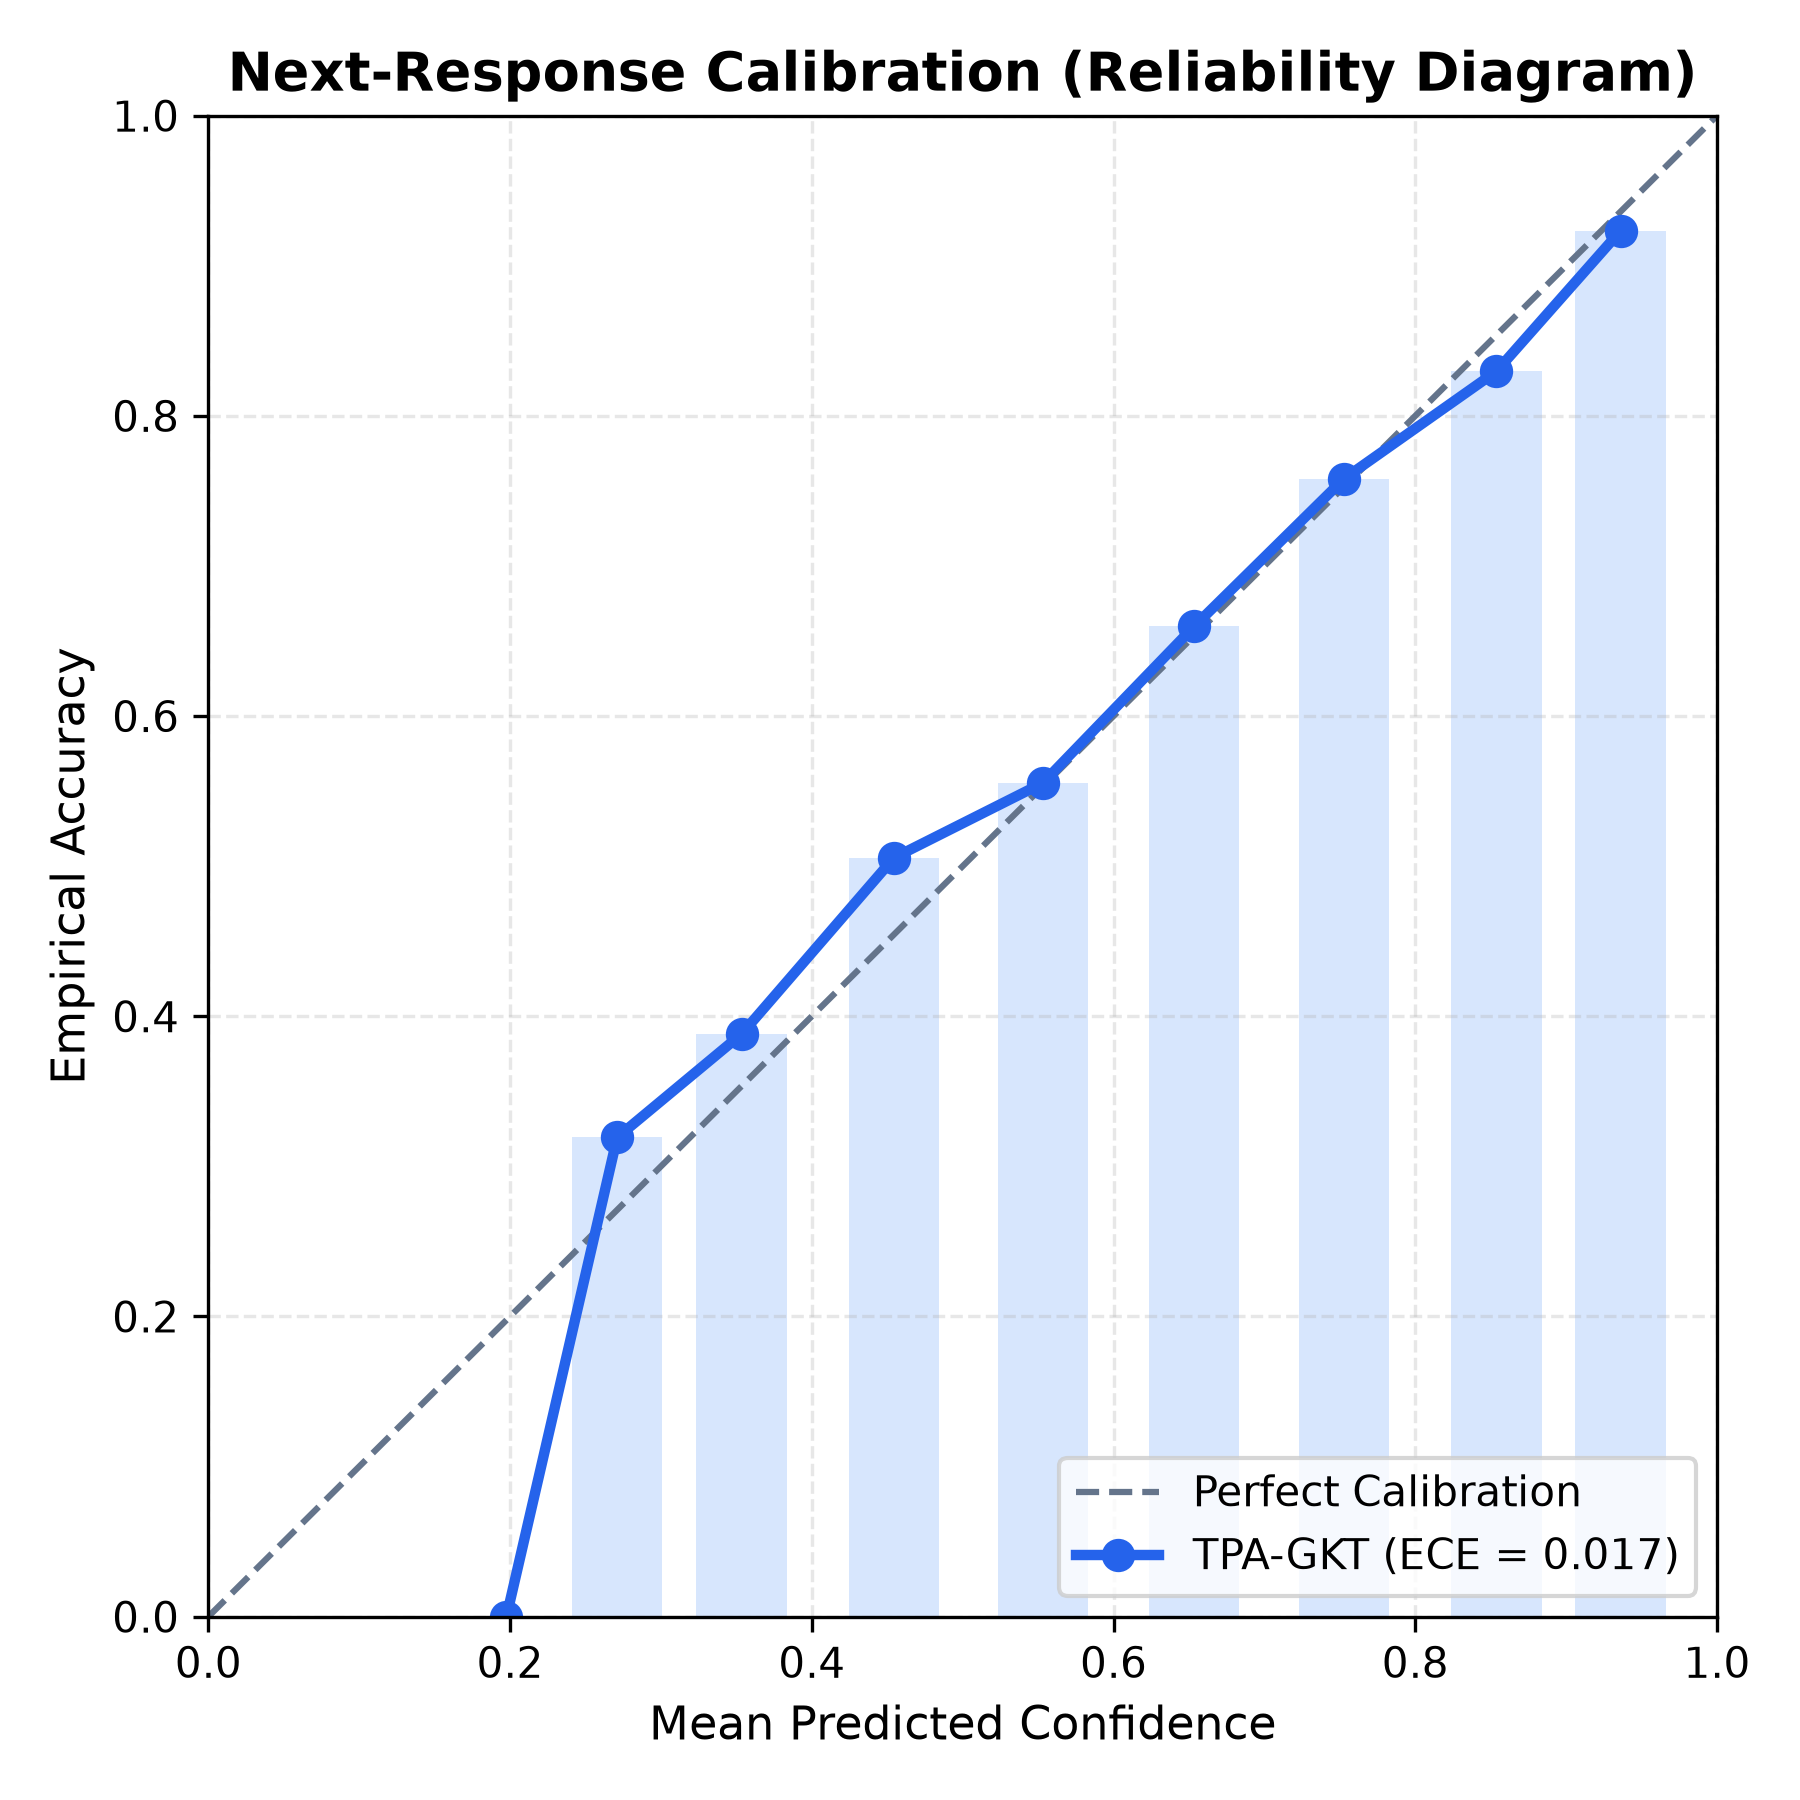 Next-Response Calibration (Reliability Diagram)
1.0
0.8
0.6
0.4
0.2
0.0
Empirical Accuracy
Perfect Calibration
TPA-GKT (ECE = 0.017)
0.0 0.2 0.4 0.6 0.8 1.0
Mean Predicted Confidence